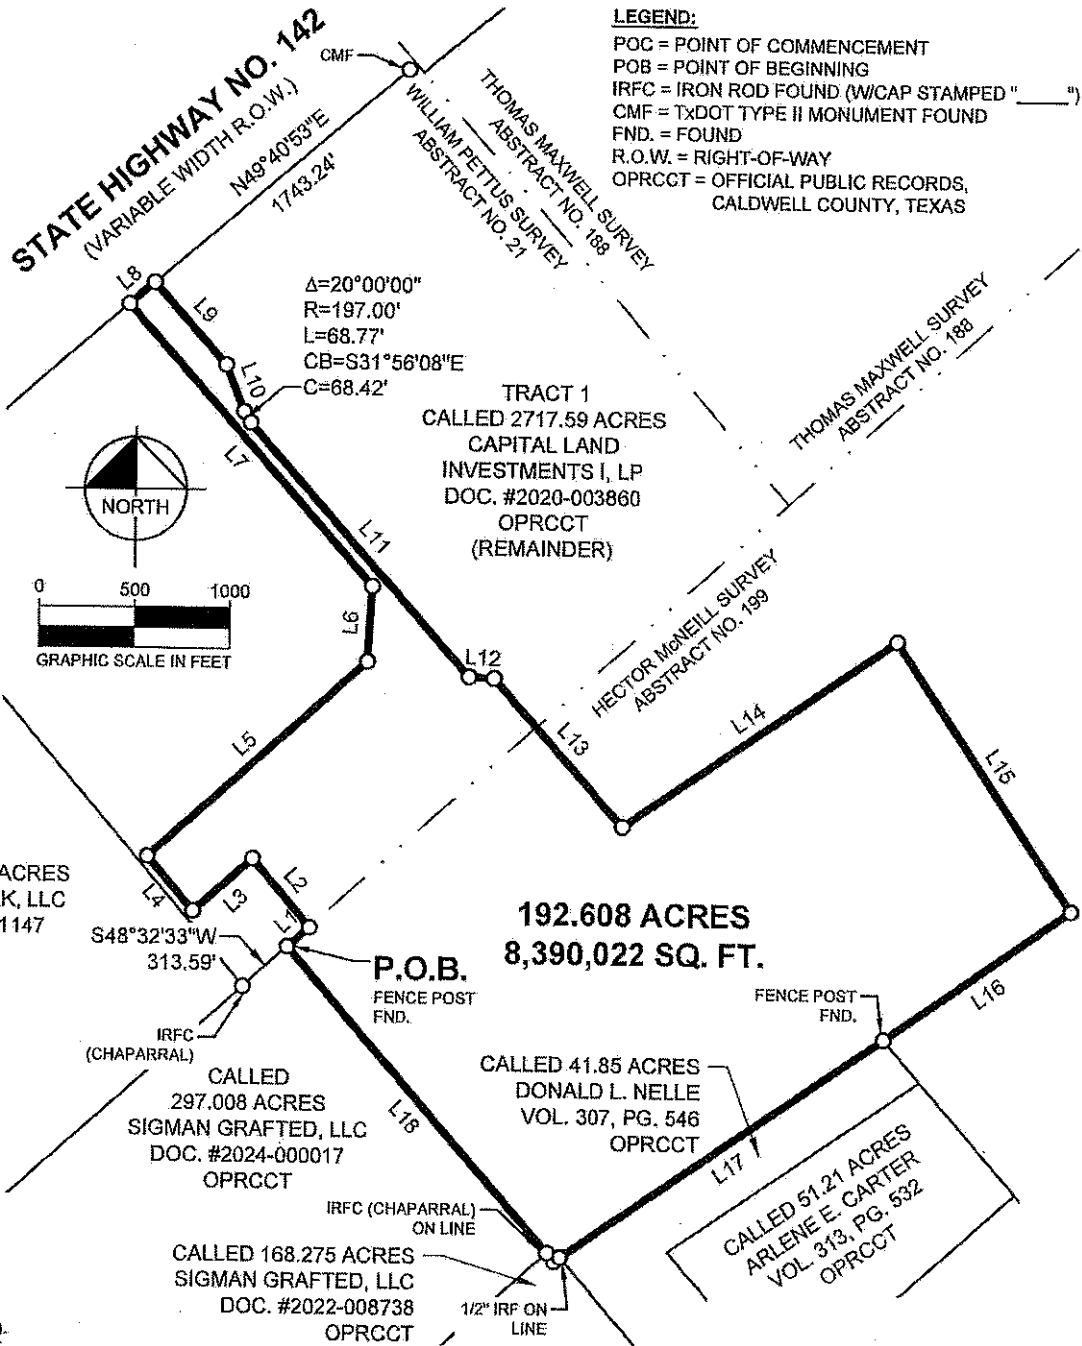 LEGEND:
POC = POINT OF COMMENCEMENT
POB = POINT OF BEGINNING
IRFC = IRON ROD FOUND (W/CAP STAMPED "_____")
CMF = TxDOT TYPE II MONUMENT FOUND
FND. = FOUND
R.O.W. = RIGHT-OF-WAY
OPRCCT = OFFICIAL PUBLIC RECORDS,
CALDWELL COUNTY, TEXAS
STATE HIGHWAY NO. 142
(VARIABLE WIDTH R.O.W.)
N49°40'53"E
1743.24'
CMF
WILLIAM PETTUS SURVEY
ABSTRACT NO. 21
THOMAS MAXWELL SURVEY
ABSTRACT NO. 188
THOMAS MAXWELL SURVEY
ABSTRACT NO. 188
L8
L9
L10
Δ=20°00'00"
R=197.00'
L=68.77'
CB=S31°56'08"E
C=68.42'
TRACT 1
CALLED 2717.59 ACRES
CAPITAL LAND
INVESTMENTS I, LP
DOC. #2020-003860
OPRCCT
(REMAINDER)
L7
NORTH
L11
0 500 1000
GRAPHIC SCALE IN FEET
L6
L12
HECTOR McNEILL SURVEY
ABSTRACT NO. 199
L5
L13
L14
L15
ACRES
K, LLC
1147
L4
L3
L2
L1
S48°32'33"W
313.59'
P.O.B.
FENCE POST
FND.
192.608 ACRES
8,390,022 SQ. FT.
IRFC
(CHAPARRAL)
FENCE POST
FND.
L16
CALLED
297.008 ACRES
SIGMAN GRAFTED, LLC
DOC. #2024-000017
OPRCCT
L18
CALLED 41.85 ACRES
DONALD L. NELLE
VOL. 307, PG. 546
OPRCCT
L17
CALLED 51.21 ACRES
ARLENE E. CARTER
VOL. 313, PG. 532
OPRCCT
IRFC (CHAPARRAL)
ON LINE
CALLED 168.275 ACRES
SIGMAN GRAFTED, LLC
DOC. #2022-008738
OPRCCT
1/2" IRF ON
LINE